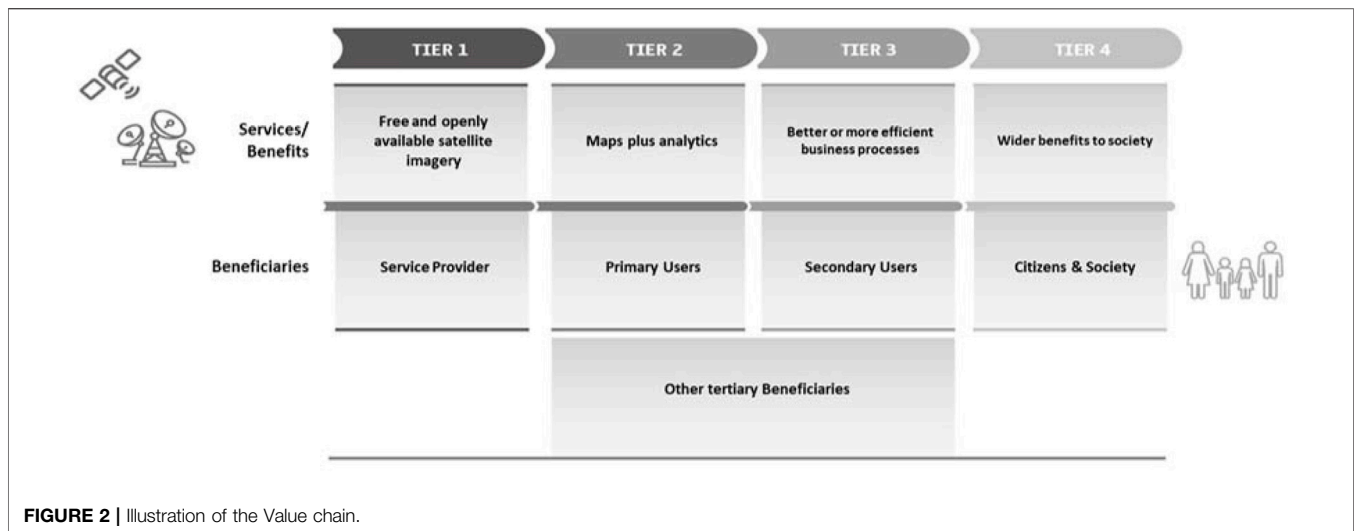 TIER 1
TIER 2
TIER 3
TIER 4
Services/
Benefits
Free and openly
available satellite
imagery
Maps plus analytics
Better or more efficient
business processes
Wider benefits to society
Beneficiaries
Service Provider
Primary Users
Secondary Users
Citizens & Society
Other tertiary Beneficiaries
FIGURE 2 | Illustration of the Value chain.